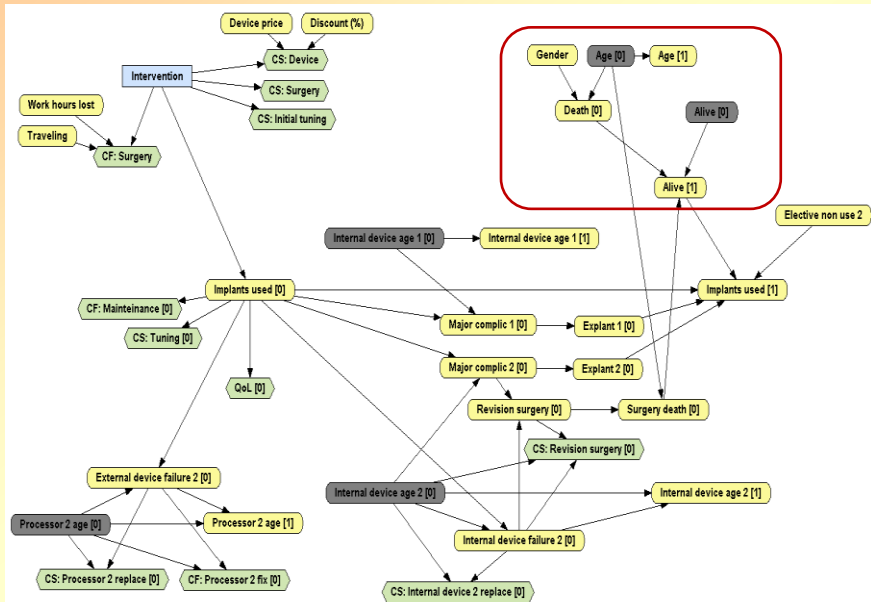 Device price
Discount (%)
Gender
Age [0]
Age [1]
CS: Device
Intervention
CS: Surgery
Work hours lost
Death [0]
Alive [0]
CS: Initial tuning
Traveling
CF: Surgery
Alive [1]
Elective non use 2
Internal device age 1 [0]
Internal device age 1 [1]
Implants used [0]
Implants used [1]
CF: Mainteinance [0]
Major complic 1 [0]
Explant 1 [0]
CS: Tuning [0]
Major complic 2 [0]
Explant 2 [0]
QoL [0]
Revision surgery [0]
Surgery death [0]
CS: Revision surgery [0]
External device failure 2 [0]
Internal device age 2 [0]
Internal device age 2 [1]
Processor 2 age [0]
Processor 2 age [1]
Internal device failure 2 [0]
CS: Processor 2 replace [0]
CF: Processor 2 fix [0]
CS: Internal device 2 replace [0]